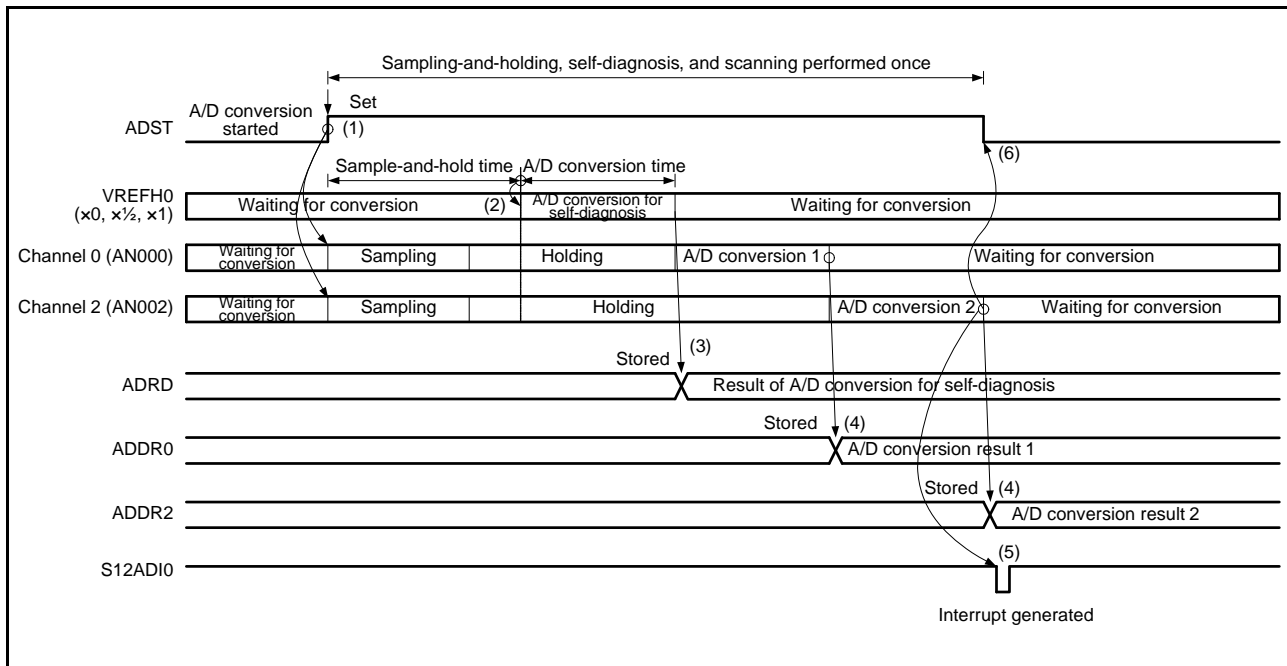 Sampling-and-holding, self-diagnosis, and scanning performed once
A/D conversion
started
Set
ADST
(1)
(6)
Sample-and-hold time
A/D conversion time
VREFH0
(×0, ×½, ×1)
Waiting for conversion
(2)
A/D conversion for
self-diagnosis
Waiting for conversion
Channel 0 (AN000)
Waiting for
conversion
Sampling
Holding
A/D conversion 1
Waiting for conversion
Channel 2 (AN002)
Waiting for
conversion
Sampling
Holding
A/D conversion 2
Waiting for conversion
Stored
(3)
ADRD
Result of A/D conversion for self-diagnosis
Stored
(4)
ADDR0
A/D conversion result 1
Stored
(4)
ADDR2
A/D conversion result 2
(5)
S12ADI0
Interrupt generated